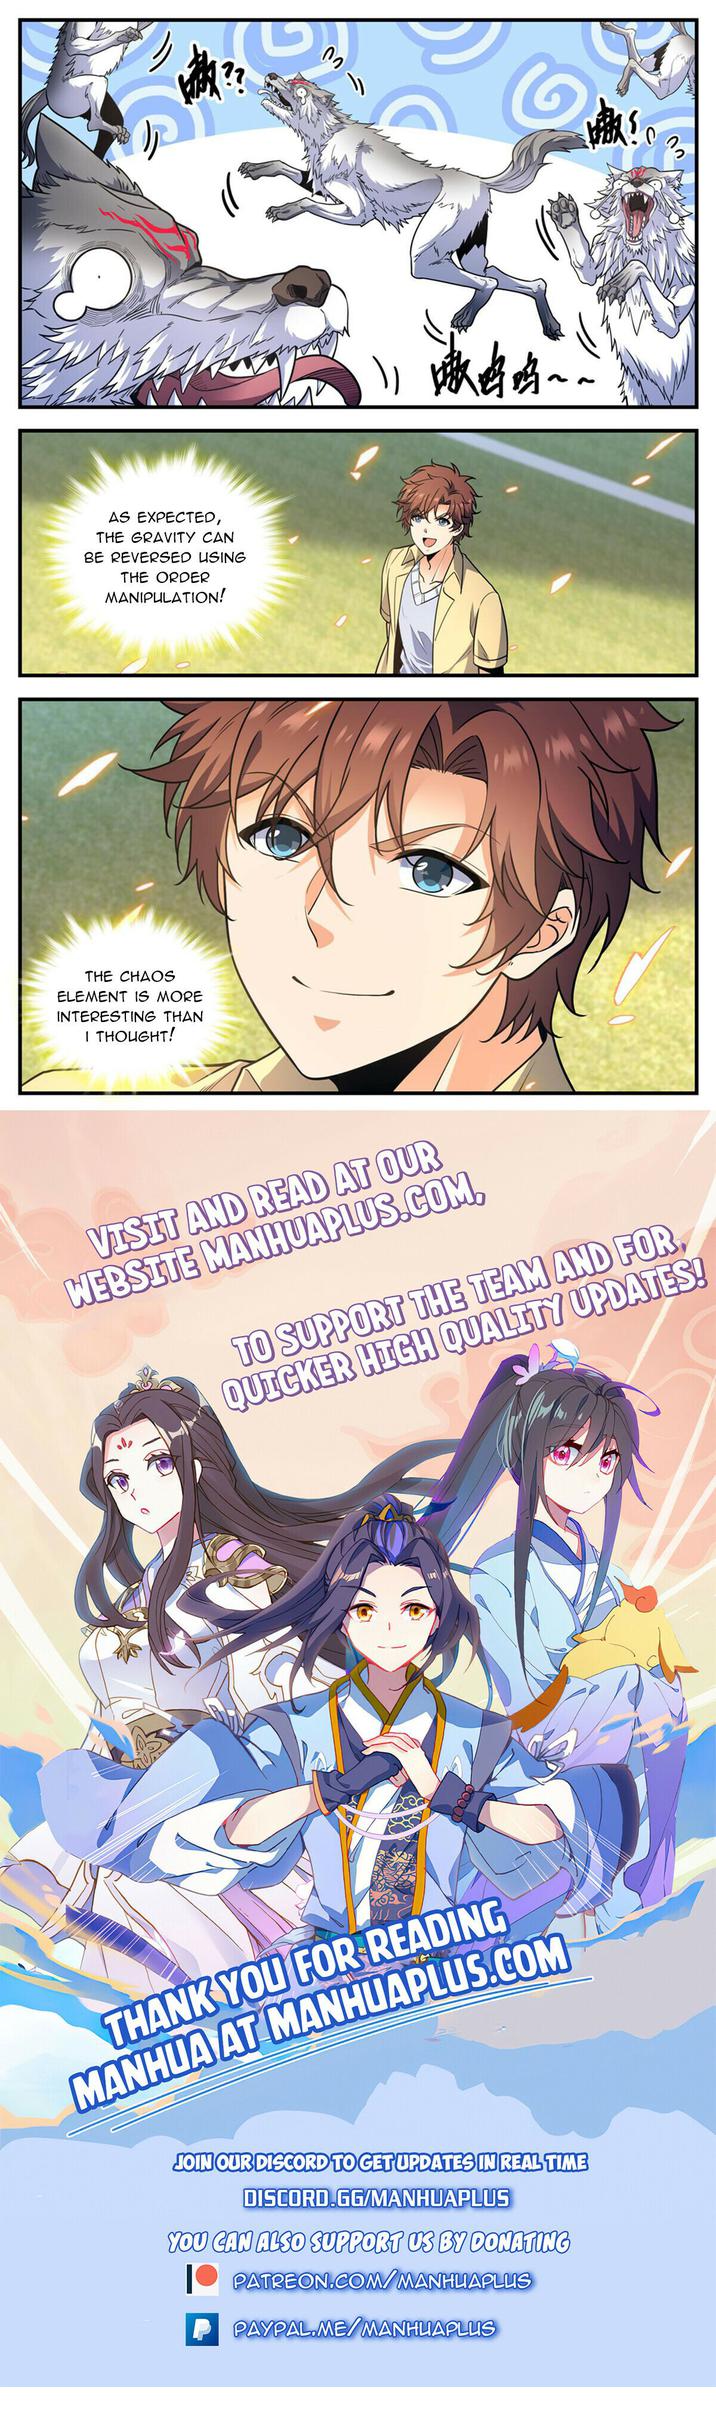 嗷??
嗷!
嗷呜呜~~
AS EXPECTED,
THE GRAVITY CAN
BE REVERSED USING
THE ORDER
MANIPULATION!
THE CHAOS
ELEMENT IS MORE
INTERESTING THAN
I THOUGHT!
VISIT AND READ AT OUR
WEBSITE MANHUAPLUS.COM,
TO SUPPORT THE TEAM AND FOR
QUICKER HIGH QUALITY UPDATES!
THANK YOU FOR READING
MANHUA AT MANHUAPLUS.COM
JOIN OUR DISCORD TO GET UPDATES IN REAL TIME
DISCORD.GG/MANHUAPLUS
YOU CAN ALSO SUPPORT US BY DONATING
PATREON.COM/MANHUAPLUS
PAYPAL.ME/MANHUAPLUS